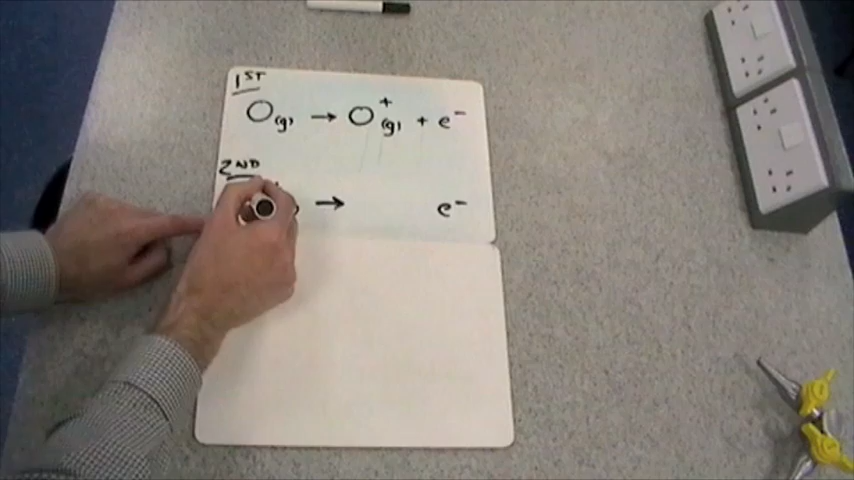 1ST
O(g) → O+(g) + e-
2ND
→ e-